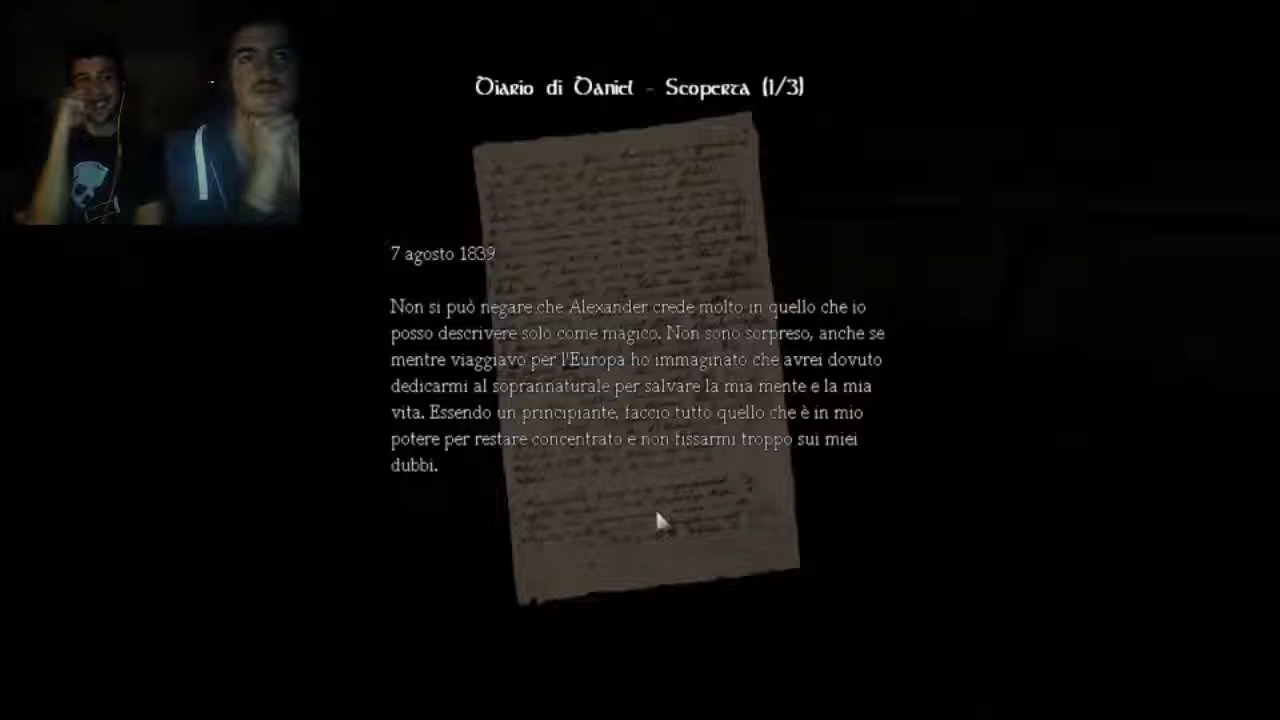 Diario di Daniel - Scoperta (1/3)
7 agosto 1839
Non si può negare che Alexander crede molto in quello che io
posso descrivere solo come magico. Non sono sorpreso, anche se
mentre viaggiavo per l'Europa ho immaginato che avrei dovuto
dedicarmi al soprannaturale per salvare la mia mente e la mia
vita. Essendo un principiante, faccio tutto quello che è in mio
potere per restare concentrato e non fissarmi troppo sui miei
dubbi.